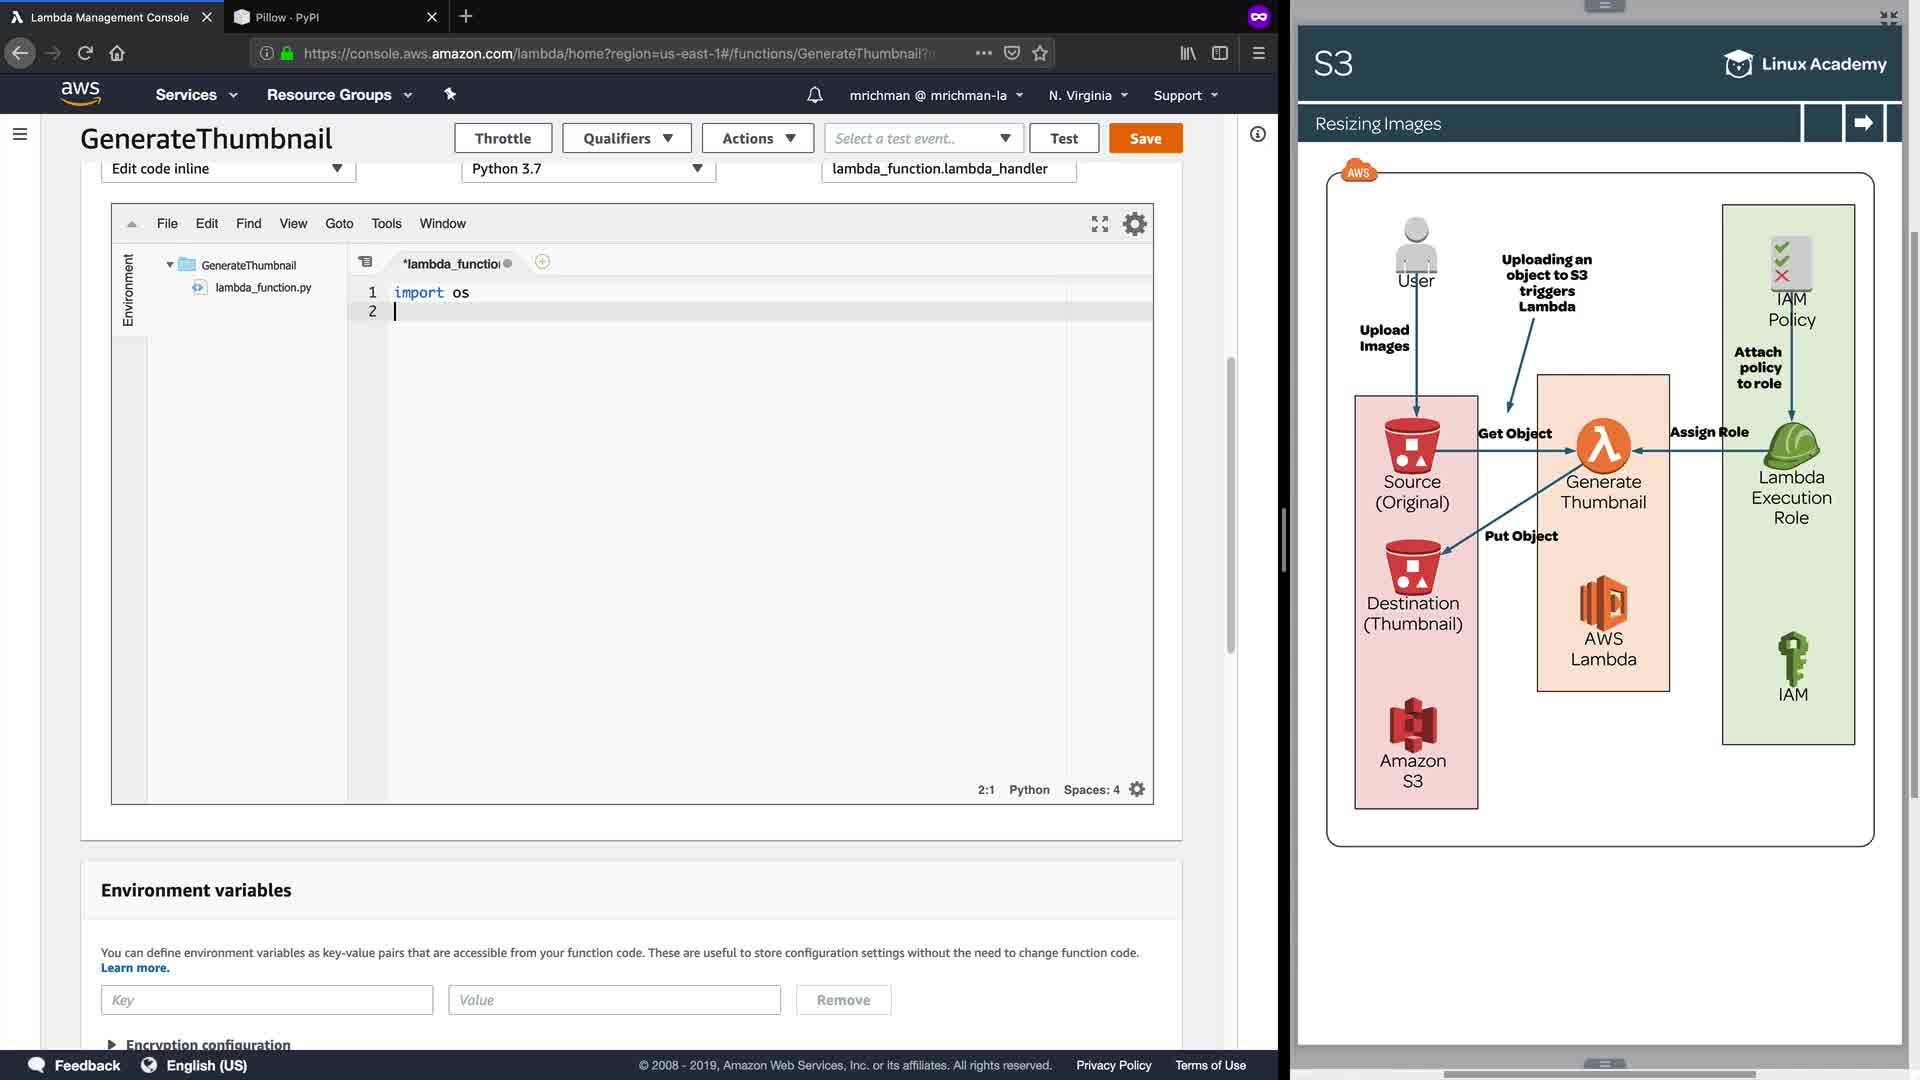 Lambda Management Console
Pillow · PyPI
https://console.aws.amazon.com/lambda/home?region=us-east-1#/functions/GenerateThumbnail?
aws
Services
Resource Groups
mrichman @ mrichman-la
N. Virginia
Support
GenerateThumbnail
Throttle
Qualifiers
Actions
Select a test event..
Test
Save
Edit code inline
Python 3.7
lambda_function.lambda_handler
File
Edit
Find
View
Goto
Tools
Window
Environment
GenerateThumbnail
lambda_function.py
*lambda_functio
1 import os
2
2:1 Python Spaces: 4
Environment variables
You can define environment variables as key-value pairs that are accessible from your function code. These are useful to store configuration settings without the need to change function code.
Learn more.
Key
Value
Remove
Encryption configuration
Feedback
English (US)
© 2008 - 2019, Amazon Web Services, Inc. or its affiliates. All rights reserved.
Privacy Policy
Terms of Use
S3
Linux Academy
Resizing Images
AWS
User
Uploading an
object to S3
triggers
Lambda
IAM
Policy
Upload
Images
Attach
policy
to role
Get Object
Assign Role
Source
(Original)
Generate
Thumbnail
Lambda
Execution
Role
Put Object
Destination
(Thumbnail)
AWS
Lambda
IAM
Amazon
S3